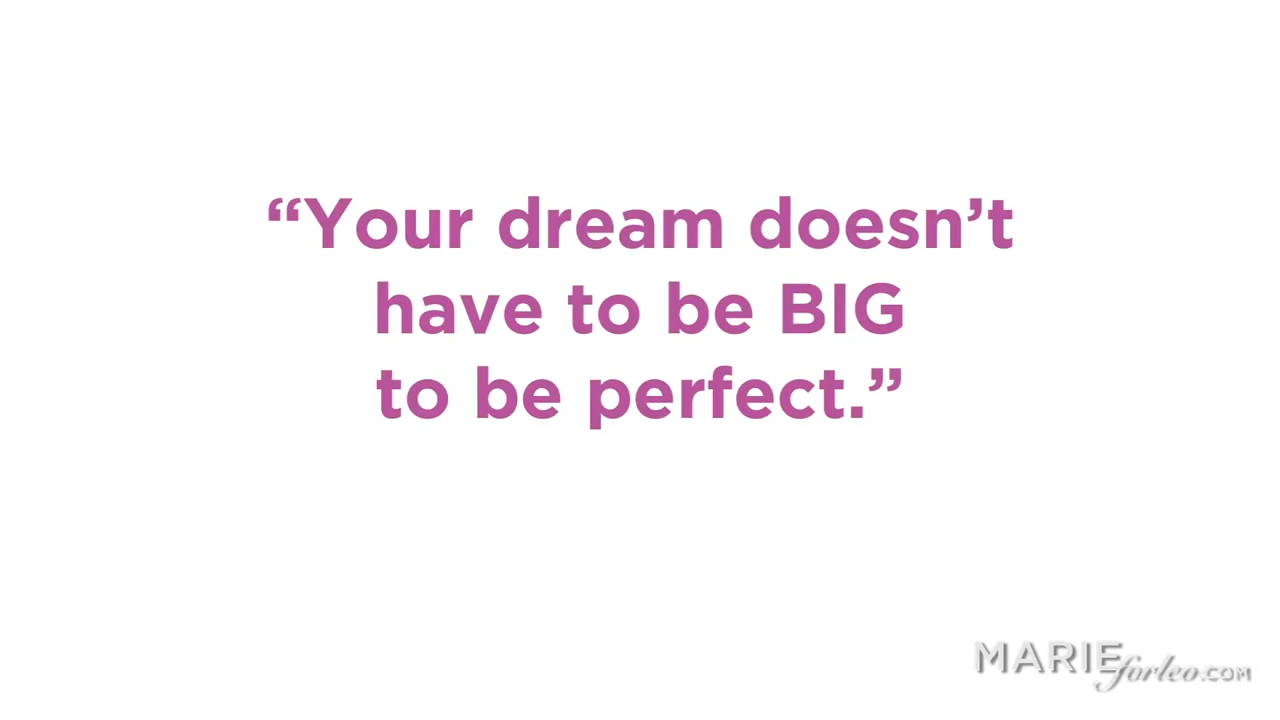 “Your dream doesn’t
have to be BIG
to be perfect.”
MARIEforleo.COM